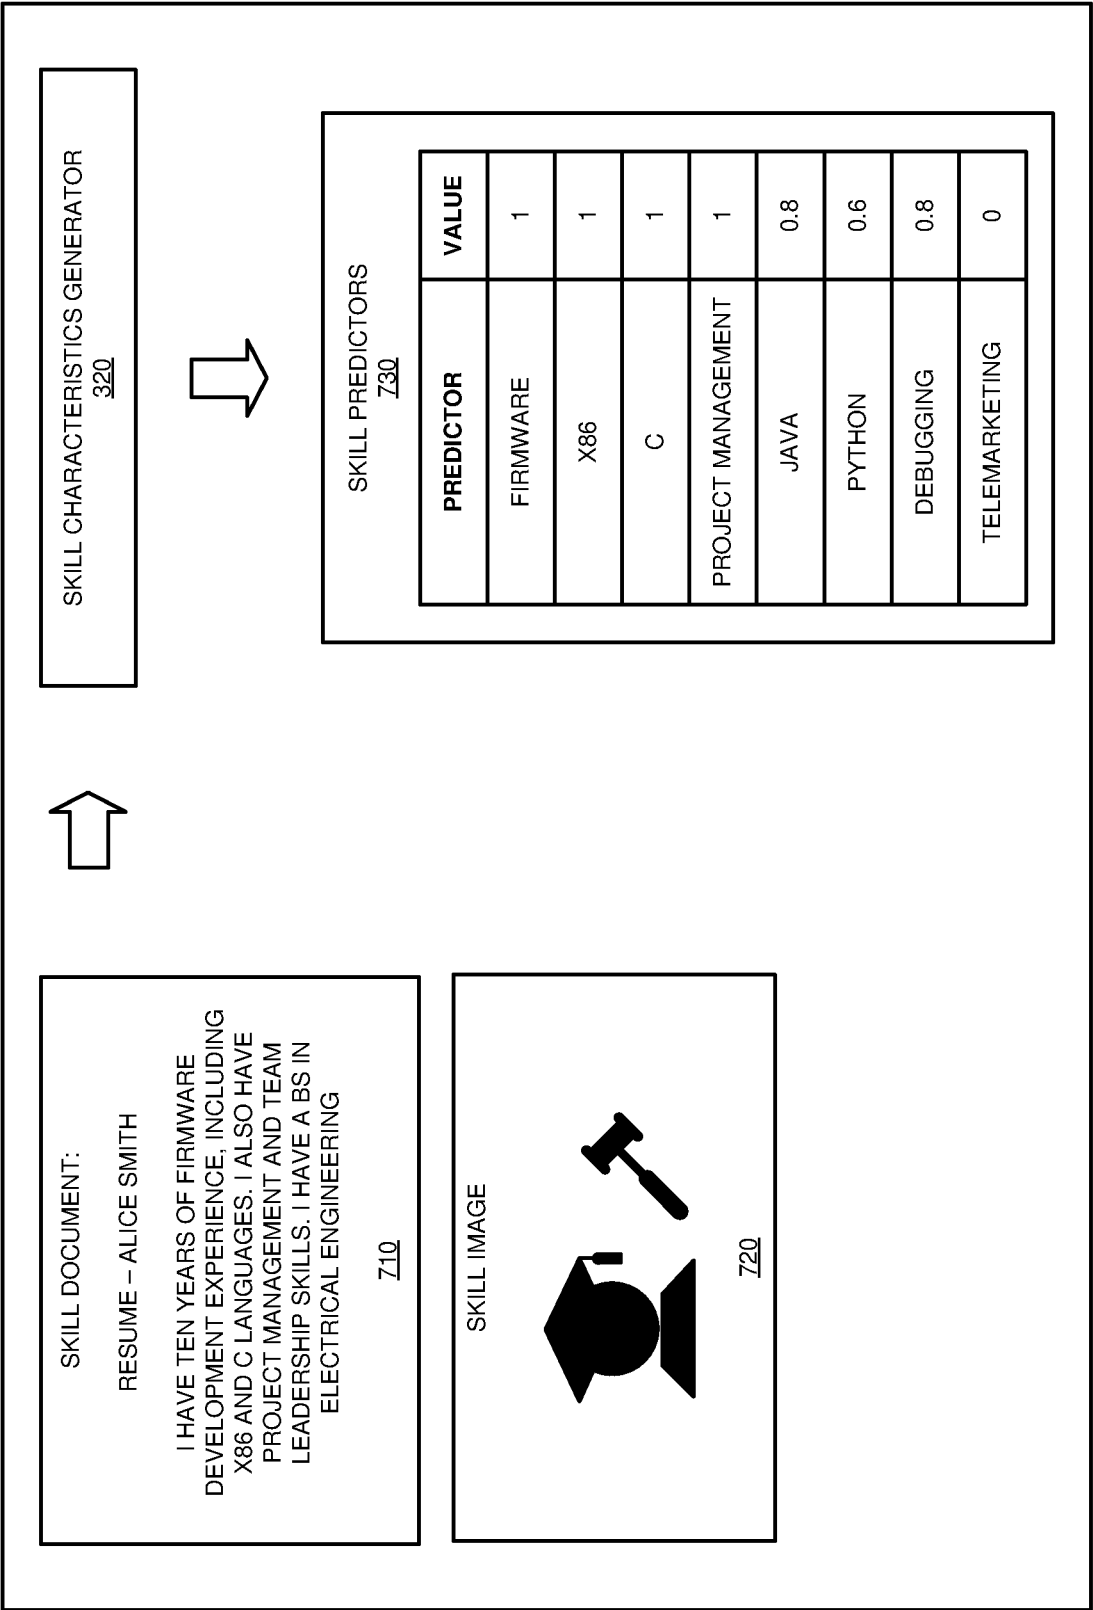 SKILL DOCUMENT:
RESUME – ALICE SMITH
I HAVE TEN YEARS OF FIRMWARE
DEVELOPMENT EXPERIENCE, INCLUDING
X86 AND C LANGUAGES. I ALSO HAVE
PROJECT MANAGEMENT AND TEAM
LEADERSHIP SKILLS. I HAVE A BS IN
ELECTRICAL ENGINEERING
710
SKILL IMAGE
720
SKILL CHARACTERISTICS GENERATOR
320
SKILL PREDICTORS
730
PREDICTOR VALUE
FIRMWARE 1
X86 1
C 1
PROJECT MANAGEMENT 1
JAVA 0.8
PYTHON 0.6
DEBUGGING 0.8
TELEMARKETING 0